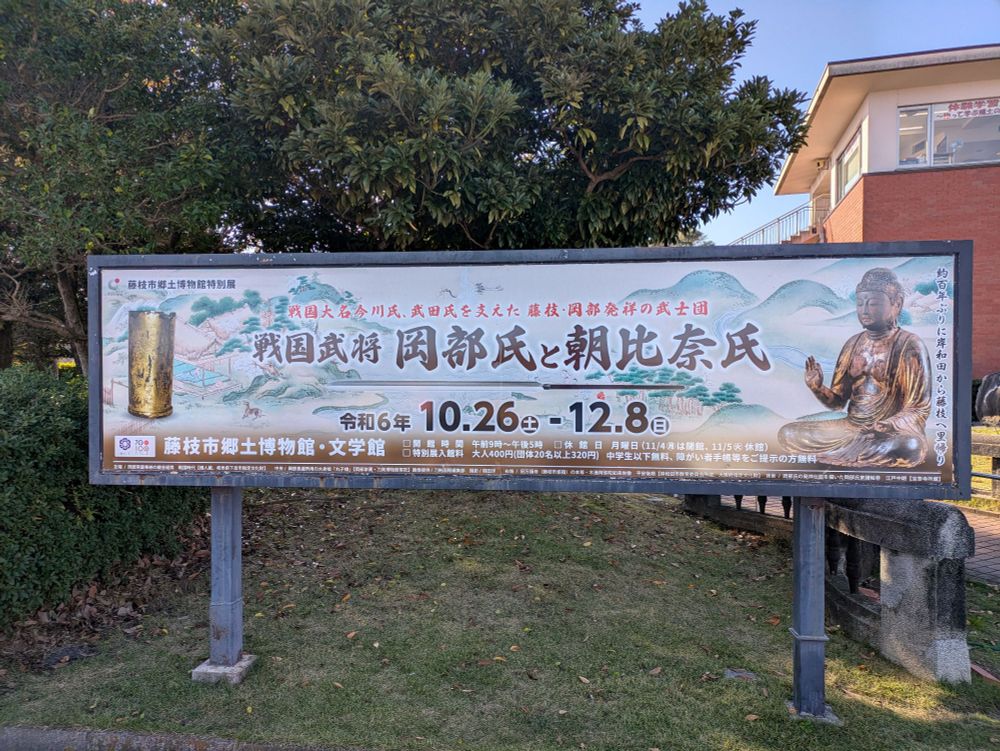 藤枝市郷土博物館特別展
戦国大名今川氏、武田氏を支えた 藤枝・岡部発祥の武士団
戦国武将 岡部氏と朝比奈氏
令和6年 10.26土 - 12.8日
約百年ぶりに岸和田から藤枝へ里帰り
藤枝市郷土博物館・文学館
□開館時間 午前9時〜午後5時 □休館日 月曜日(11/4月は開館、11/5火休館)
□特別展入館料 大人400円(団体20名以上320円) 中学生以下無料、障がい者手帳等をご提示の方無料
体験学習